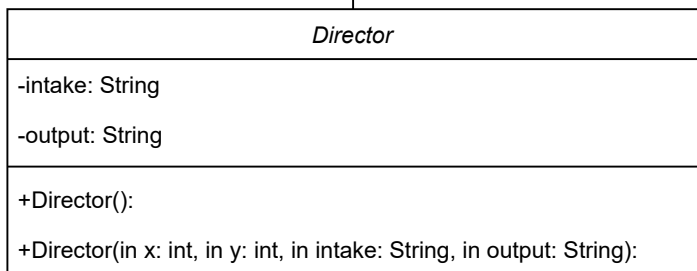 Director
-intake: String
-output: String
+Director():
+Director(in x: int, in y: int, in intake: String, in output: String):